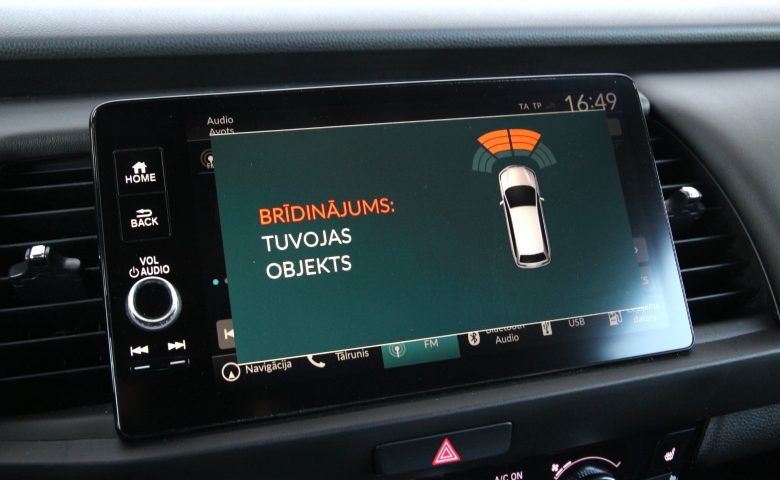 Audio
Avots
TA TP
16:49
HOME
BACK
VOL
AUDIO
BRĪDINĀJUMS:
TUVOJAS
OBJEKTS
Navigācija
Tālrunis
FM
Bluetooth
Audio
USB
datori
A/C ON